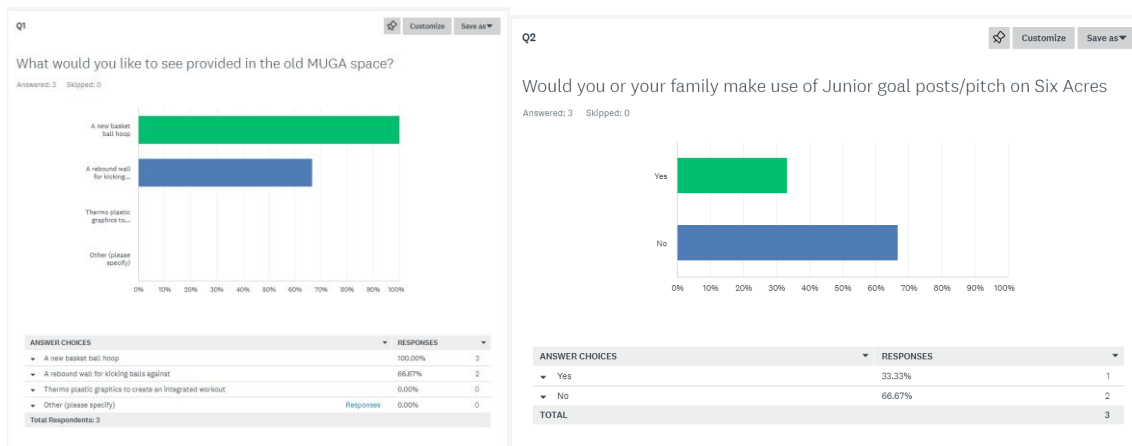 Q1
Customize Save as
What would you like to see provided in the old MUGA space?
Answered: 3 Skipped: 0
A new basket
ball hoop
A rebound wall
for kicking...
Thermo plastic
graphics to...
Other (please
specify)
0% 10% 20% 30% 40% 50% 60% 70% 80% 90% 100%
ANSWER CHOICES RESPONSES
A new basket ball hoop 100.00% 3
A rebound wall for kicking balls against 66.67% 2
Thermo plastic graphics to create an integrated workout 0.00% 0
Other (please specify) Responses 0.00% 0
Total Respondents: 3
Q2
Customize Save as
Would you or your family make use of Junior goal posts/pitch on Six Acres
Answered: 3 Skipped: 0
Yes
No
0% 10% 20% 30% 40% 50% 60% 70% 80% 90% 100%
ANSWER CHOICES RESPONSES
Yes 33.33% 1
No 66.67% 2
TOTAL 3